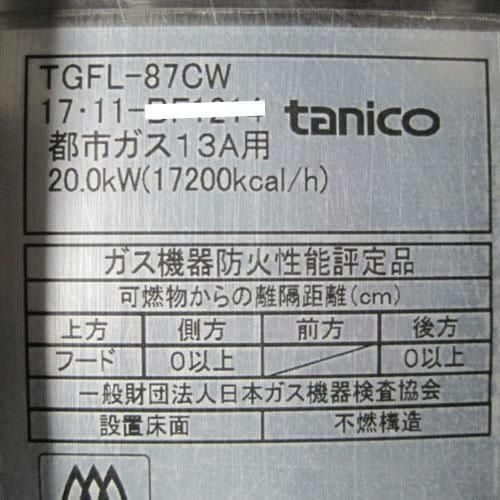 TGFL-87CW
17・11-
tanico
都市ガス13A用
20.0kW(17200kcal/h)
ガス機器防火性能評定品
可燃物からの離隔距離(cm)
上方 側方 前方 後方
フード 0以上 0以上
一般財団法人日本ガス機器検査協会
設置床面 不燃構造